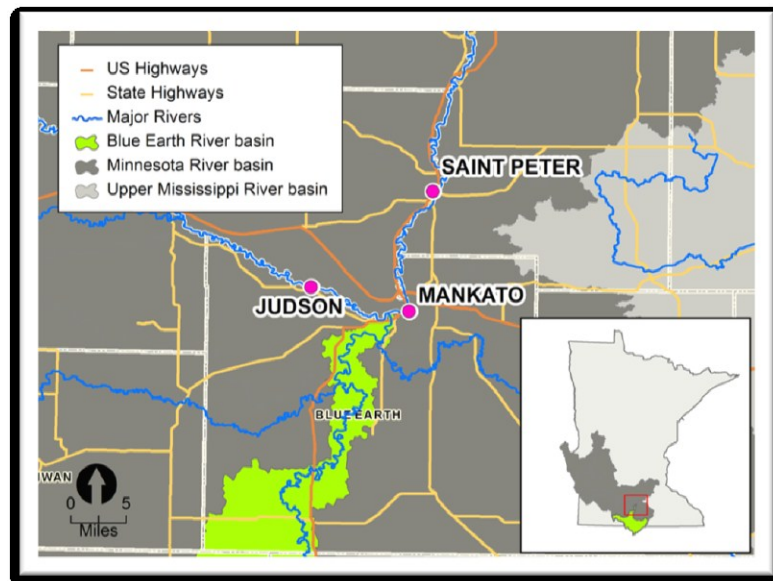 US Highways
State Highways
Major Rivers
Blue Earth River basin
Minnesota River basin
Upper Mississippi River basin
SAINT PETER
JUDSON
MANKATO
BLUE EARTH
IWAN
0 5
Miles